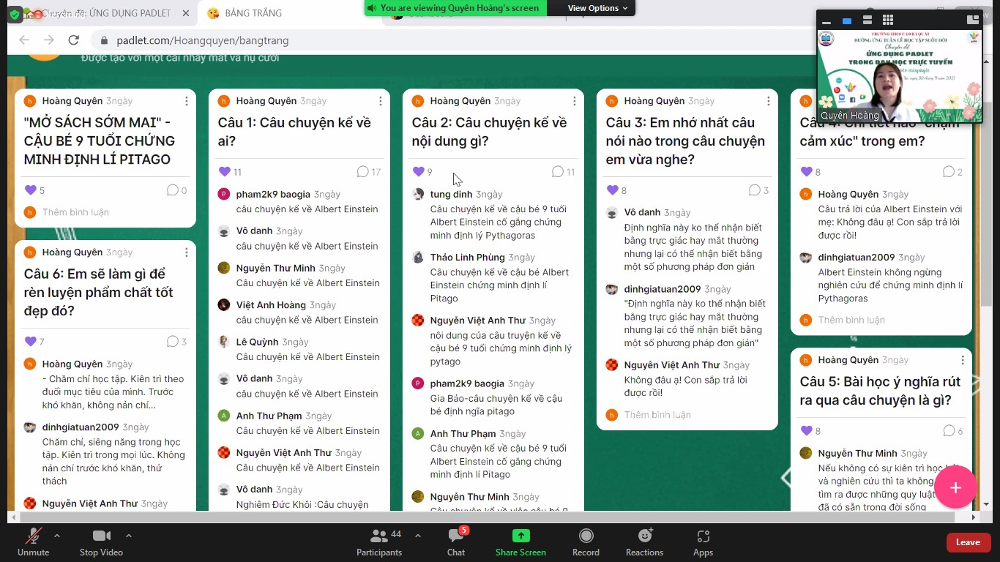 Chuyên đề: ỨNG DỤNG PADLET
BẢNG TRẮNG
You are viewing Quyên Hoàng's screen
View Options
padlet.com/Hoangquyen/bangtrang
Được tạo với một cái nháy mắt và nụ cười
TRƯỜNG THCS CAO BÁ QUÁT
HƯỞNG ỨNG TUẦN LỄ HỌC TẬP SUỐT ĐỜI
Chuyên đề
ỨNG DỤNG PADLET
TRONG DẠY HỌC TRỰC TUYẾN
Quyên Hoàng
Hoàng Quyên 3ngày
"MỞ SÁCH SỚM MAI" -
CẬU BÉ 9 TUỔI CHỨNG
MINH ĐỊNH LÍ PITAGO
5
0
Thêm bình luận
Hoàng Quyên 3ngày
Câu 6: Em sẽ làm gì để
rèn luyện phẩm chất tốt
đẹp đó?
7
3
Hoàng Quyên 3ngày
- Chăm chỉ học tập. Kiên trì theo
đuổi mục tiêu của mình. Trước
khó khăn, không nản chí...
dinhgiatuan2009 3ngày
Chăm chỉ, siêng năng trong học
tập. Kiên trì trong mọi lúc. Không
nản chí trước khó khăn, thử
thách
Nguyễn Việt Anh Thư 3ngày
Hoàng Quyên 3ngày
Câu 1: Câu chuyện kể về
ai?
11
17
pham2k9 baogia 3ngày
câu chuyện kể về Albert Einstein
Vô danh 3ngày
câu chuyện kể về Albert Einstein
Nguyễn Thư Minh 3ngày
Câu chuyện kể về Albert Einstein
Việt Anh Hoàng 3ngày
câu chuyện kể về Albert Einstein
Lê Quỳnh 3ngày
Câu chuyện kể về Albert Einstein
Vô danh 3ngày
câu chuyện kể về Albert Einstein
Anh Thư Phạm 3ngày
Câu chuyện kể về Albert Einstein
Nguyễn Việt Anh Thư 3ngày
Câu chuyện kể về Albert Einstein
Vô danh 3ngày
Nghiêm Đức Khôi :Câu chuyện
Hoàng Quyên 3ngày
Câu 2: Câu chuyện kể về
nội dung gì?
9
11
tung dinh 3ngày
Câu chuyện kể về cậu bé 9 tuổi
Albert Einstein cố gắng chứng
minh định lý Pythagoras
Thảo Linh Phùng 3ngày
Câu chuyện kể về cậu bé Albert
Einstein chứng minh định lí
Pitago
Nguyễn Việt Anh Thư 3ngày
nôi dung của câu truyện kể về
cậu bé 9 tuổi chứng minh định lý
pytago
pham2k9 baogia 3ngày
Gia Bảo-câu chuyện kể về cậu
bé định ngĩa pitago
Anh Thư Phạm 3ngày
Câu chuyện kể về cậu bé 9 tuổi
Albert Einstein cố gắng chứng
minh định lí Pitago
Nguyễn Thư Minh 3ngày
Câu chuyện kể về việc cậu bé 9
Hoàng Quyên 3ngày
Câu 3: Em nhớ nhất câu
nói nào trong câu chuyện
em vừa nghe?
8
3
Vô danh 3ngày
Định nghĩa này ko thể nhận biết
bằng trực giác hay mắt thường
nhưng lại có thể nhận biết bằng
một số phương pháp đơn giản
dinhgiatuan2009 3ngày
"Định nghĩa này ko thể nhận biết
bằng trực giác hay mắt thường
nhưng lại có thể nhận biết bằng
một số phương pháp đơn giản"
Nguyễn Việt Anh Thư 3ngày
Không đâu ạ! Con sắp trả lời
được rồi!
Thêm bình luận
Câu 4: Chi tiết nào "chạm
cảm xúc" trong em?
8
2
Hoàng Quyên 3ngày
Câu trả lời của Albert Einstein với
mẹ: Không đâu ạ! Con sắp trả lời
được rồi!
dinhgiatuan2009 3ngày
Albert Einstein không ngừng
nghiên cứu để chứng minh định lí
Pythagoras
Thêm bình luận
Hoàng Quyên 3ngày
Câu 5: Bài học ý nghĩa rút
ra qua câu chuyện là gì?
8
6
Nguyễn Thư Minh 3ngày
Nếu không có sự kiên trì học
và nghiên cứu thì ta không
tìm ra được những quy luật
đã có sẵn trong đời sống
Unmute
Stop Video
Participants
44
Chat
5
Share Screen
Record
Reactions
Apps
Leave